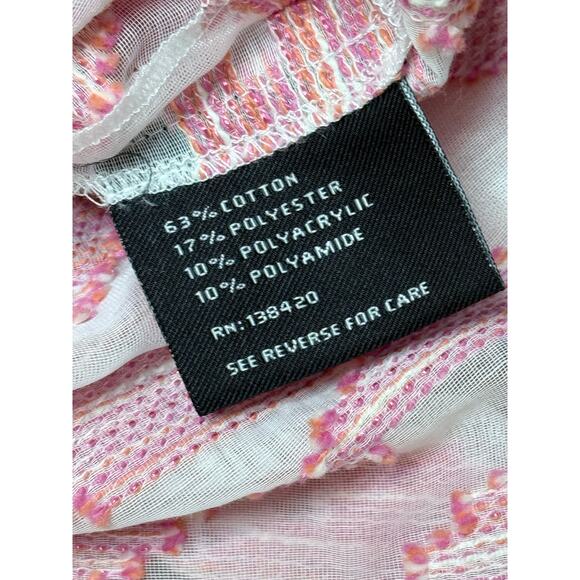 63% COTTON
17% POLYESTER
10% POLYACRYLIC
10% POLYAMIDE
RN: 138420
SEE REVERSE FOR CARE